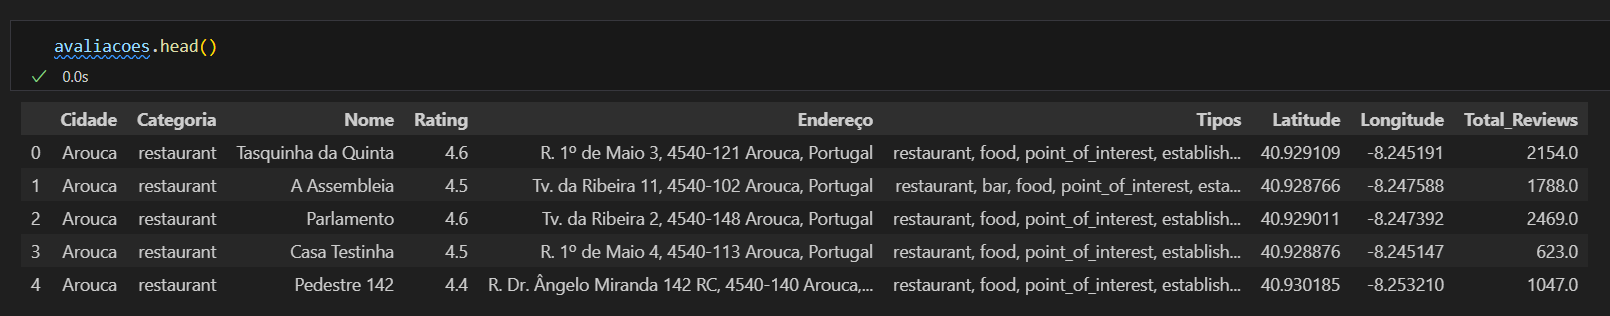 avaliacoes.head()
0.0s
Cidade Categoria Nome Rating Endereço Tipos Latitude Longitude Total_Reviews
0 Arouca restaurant Tasquinha da Quinta 4.6 R. 1º de Maio 3, 4540-121 Arouca, Portugal restaurant, food, point_of_interest, establish... 40.929109 -8.245191 2154.0
1 Arouca restaurant A Assembleia 4.5 Tv. da Ribeira 11, 4540-102 Arouca, Portugal restaurant, bar, food, point_of_interest, esta... 40.928766 -8.247588 1788.0
2 Arouca restaurant Parlamento 4.6 Tv. da Ribeira 2, 4540-148 Arouca, Portugal restaurant, food, point_of_interest, establish... 40.929011 -8.247392 2469.0
3 Arouca restaurant Casa Testinha 4.5 R. 1º de Maio 4, 4540-113 Arouca, Portugal restaurant, food, point_of_interest, establish... 40.928876 -8.245147 623.0
4 Arouca restaurant Pedestre 142 4.4 R. Dr. Ângelo Miranda 142 RC, 4540-140 Arouca,... restaurant, food, point_of_interest, establish... 40.930185 -8.253210 1047.0